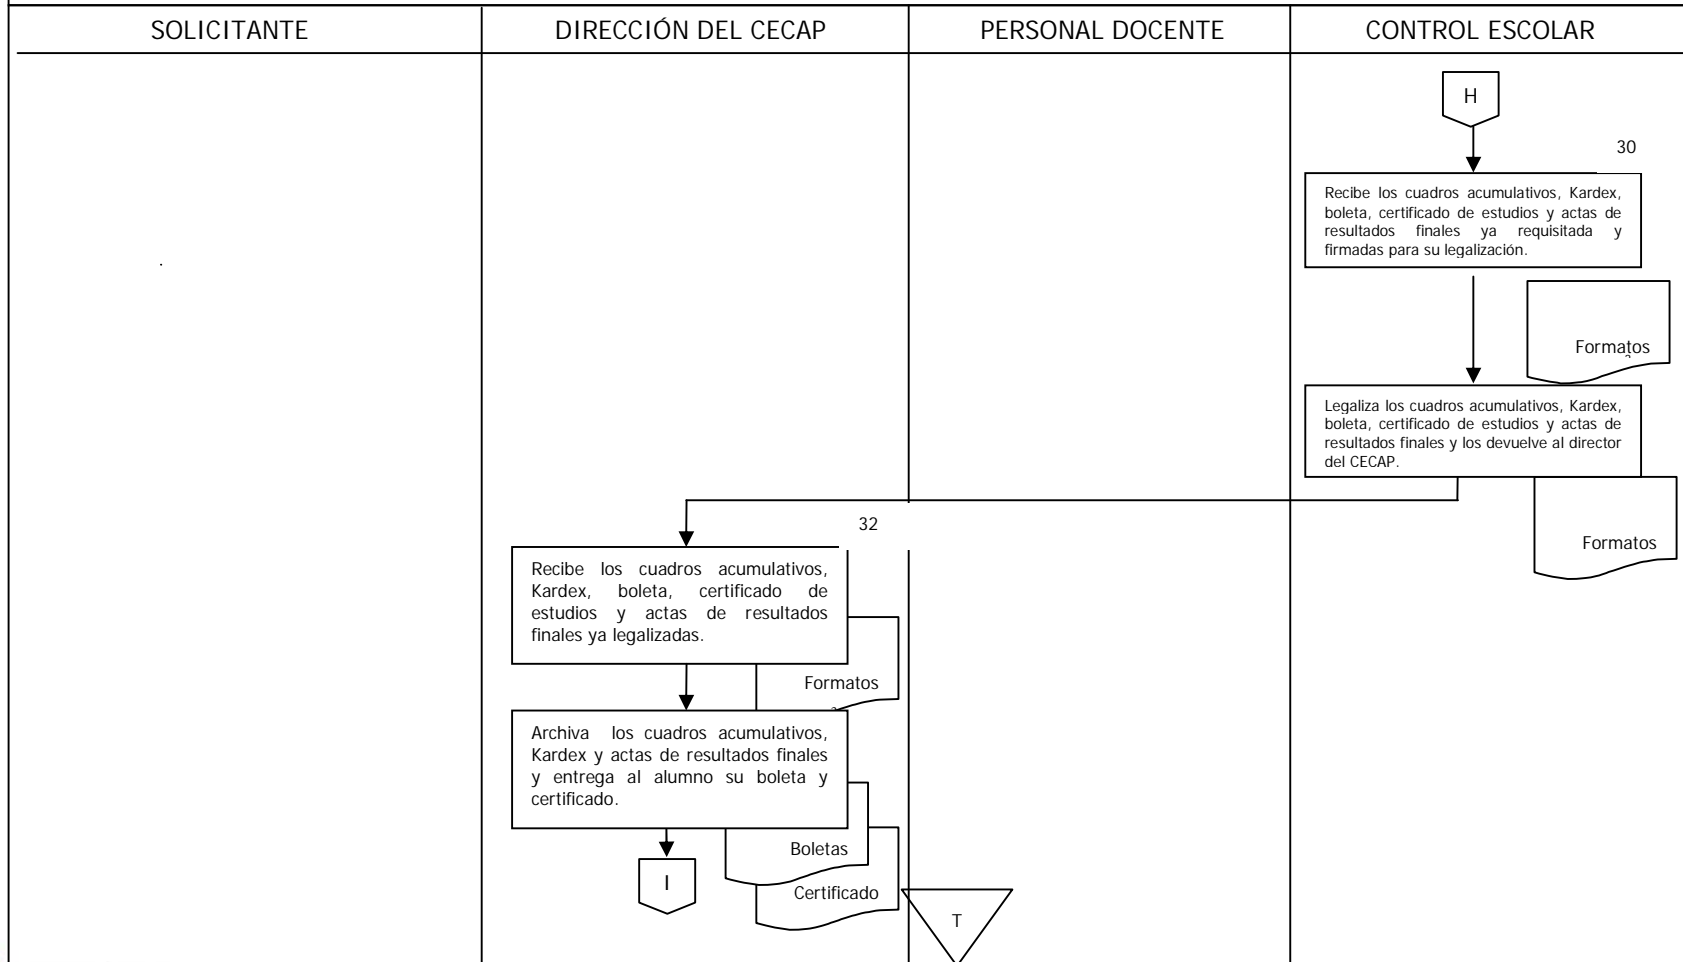 SOLICITANTE
DIRECCIÓN DEL CECAP
PERSONAL DOCENTE
CONTROL ESCOLAR
H
30
Recibe los cuadros acumulativos, Kardex,
boleta, certificado de estudios y actas de
resultados finales ya requisitada y
firmadas para su legalización.
Formatos
Legaliza los cuadros acumulativos, Kardex,
boleta, certificado de estudios y actas de
resultados finales y los devuelve al director
del CECAP.
Formatos
32
Recibe los cuadros acumulativos,
Kardex, boleta, certificado de
estudios y actas de resultados
finales ya legalizadas.
Formatos
Archiva los cuadros acumulativos,
Kardex y actas de resultados finales
y entrega al alumno su boleta y
certificado.
Boletas
Certificado
I
T